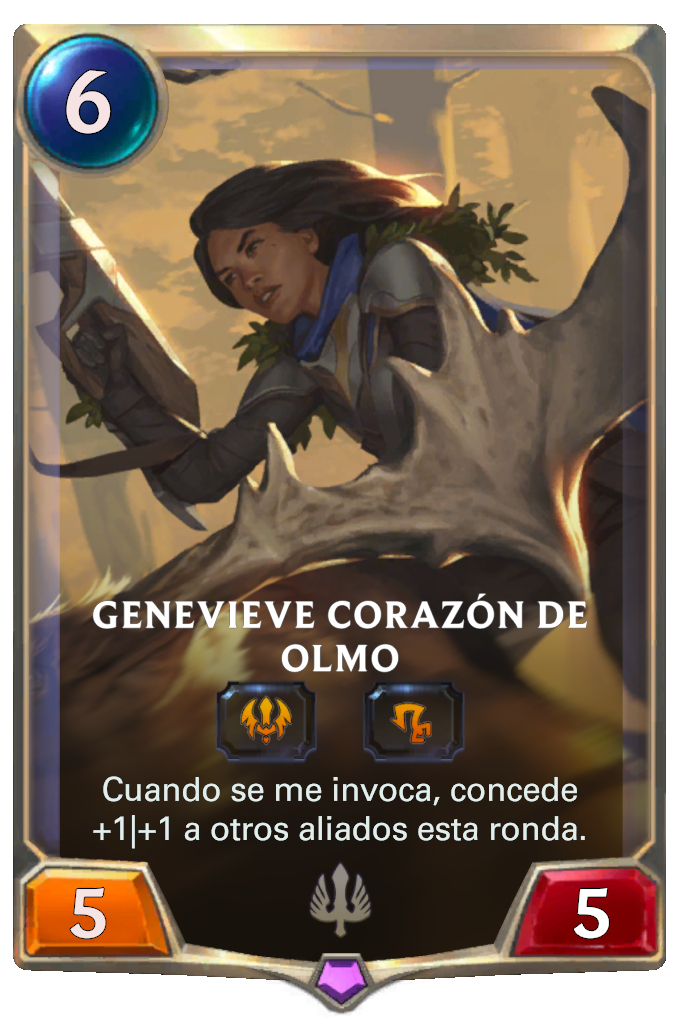 6
GENEVIEVE CORAZÓN DE
OLMO
Cuando se me invoca, concede
+1|+1 a otros aliados esta ronda.
5
5